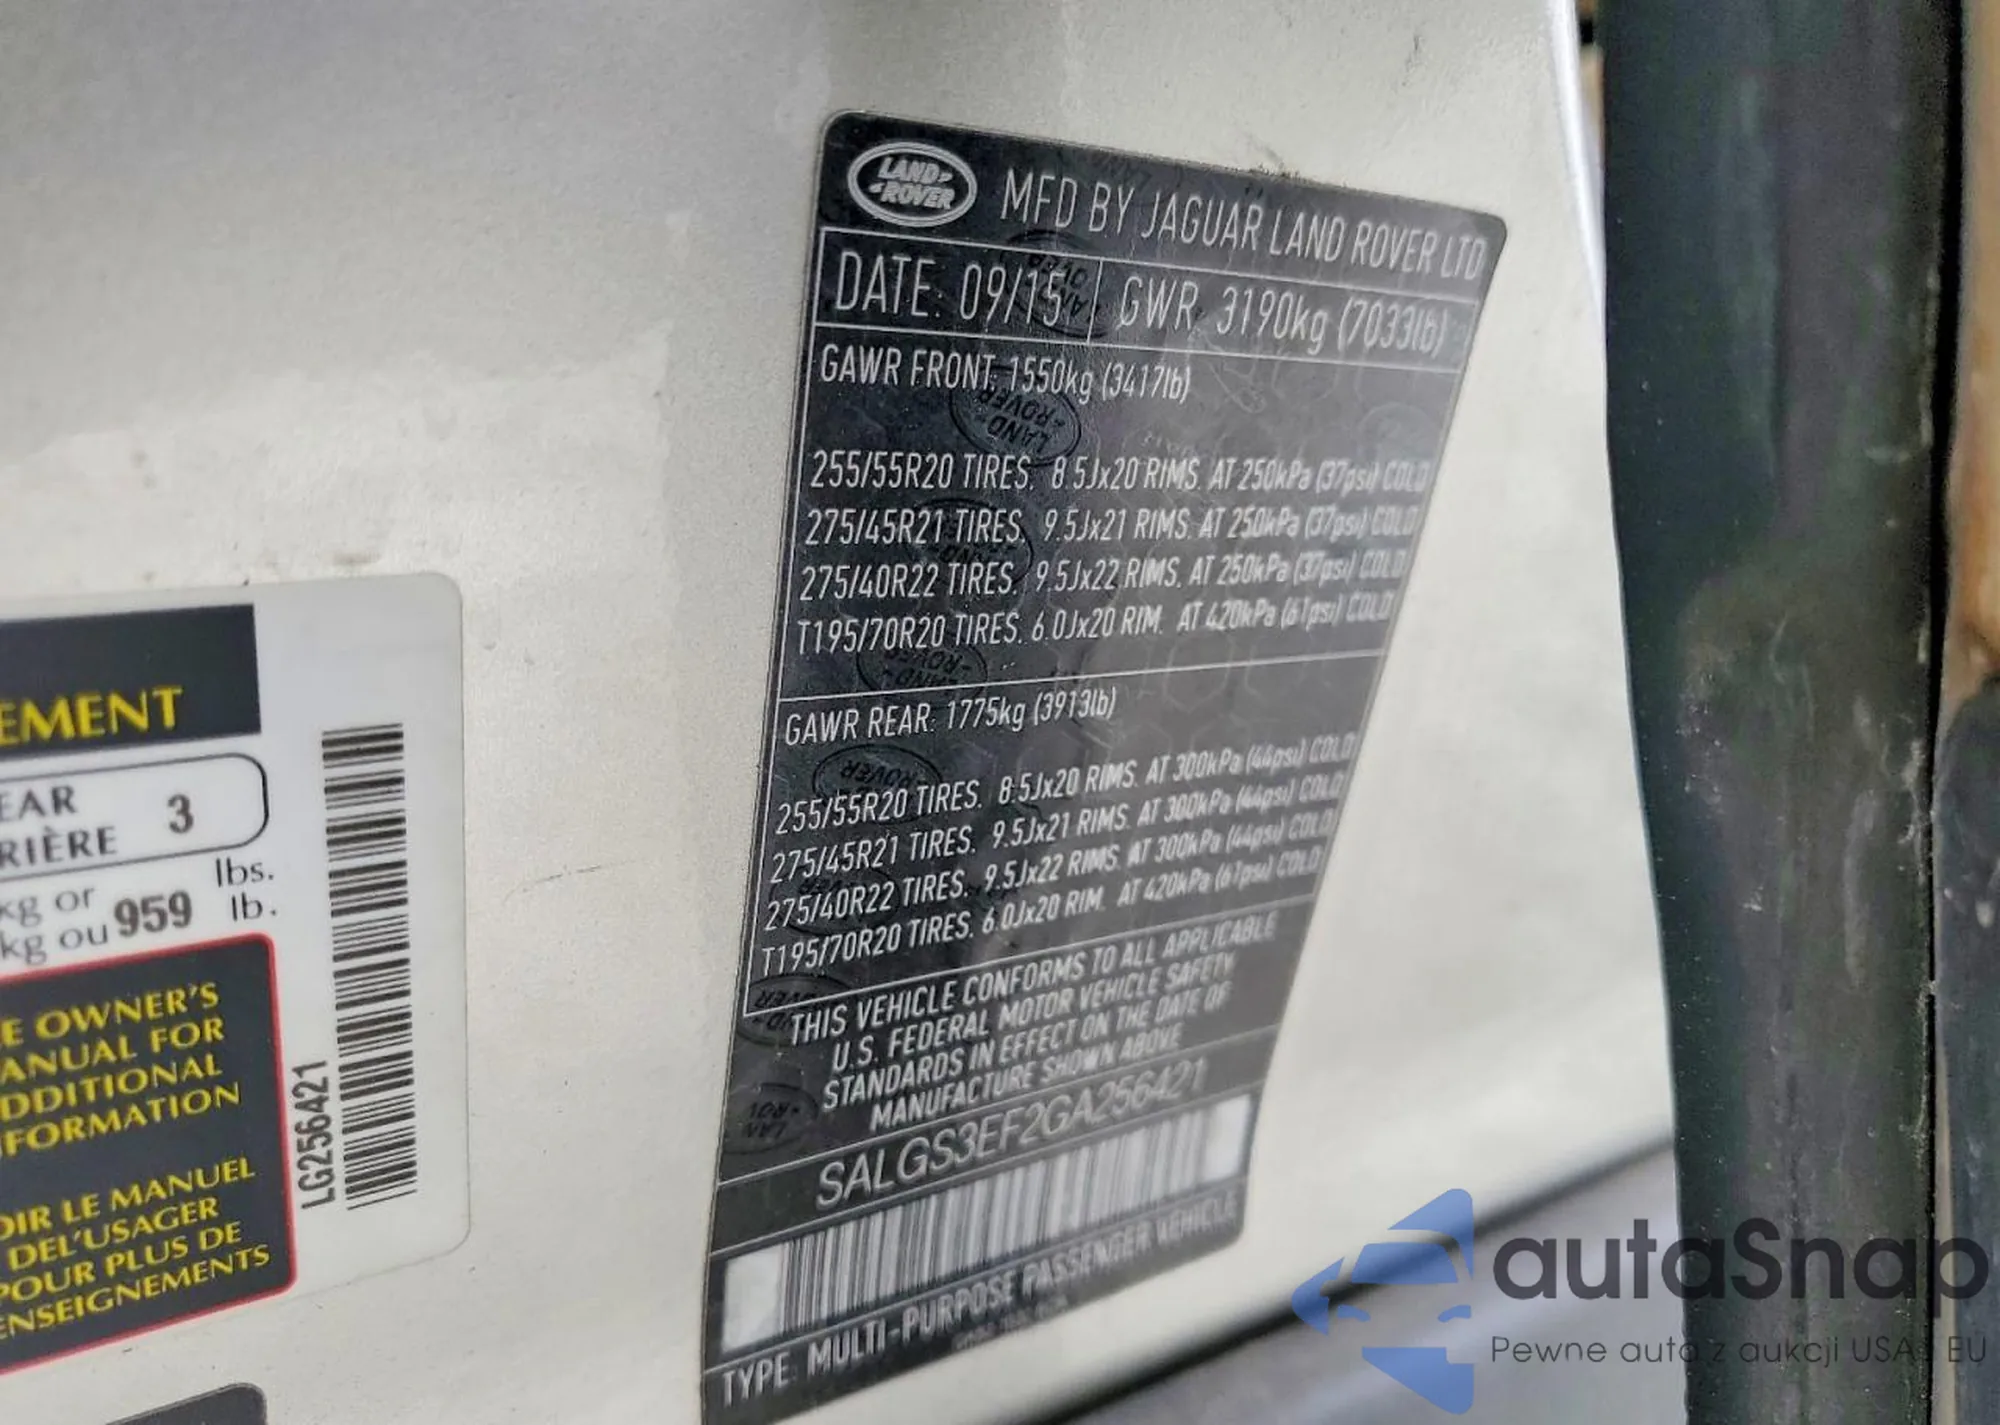 LAND ROVER
MFD BY JAGUAR LAND ROVER LTD
DATE: 09/15 GWR: 3190kg (7033lb)
GAWR FRONT: 1550kg (3417lb)
255/55R20 TIRES. 8.5Jx20 RIMS. AT 250kPa (37psi) COLD
275/45R21 TIRES. 9.5Jx21 RIMS. AT 250kPa (37psi) COLD
275/40R22 TIRES. 9.5Jx22 RIMS. AT 250kPa (37psi) COLD
T195/70R20 TIRES. 6.0Jx20 RIM. AT 420kPa (61psi) COLD
GAWR REAR: 1775kg (3913lb)
255/55R20 TIRES. 8.5Jx20 RIMS. AT 300kPa (44psi) COLD
275/45R21 TIRES. 9.5Jx21 RIMS. AT 300kPa (44psi) COLD
275/40R22 TIRES. 9.5Jx22 RIMS. AT 300kPa (44psi) COLD
T195/70R20 TIRES. 6.0Jx20 RIM. AT 420kPa (61psi) COLD
THIS VEHICLE CONFORMS TO ALL APPLICABLE
U.S. FEDERAL MOTOR VEHICLE SAFETY
STANDARDS IN EFFECT ON THE DATE OF
MANUFACTURE SHOWN ABOVE
SALGS3EF2GA256421
TYPE: MULTI-PURPOSE PASSENGER VEHICLE
EMENT
EAR
RIÈRE 3
kg or lbs.
kg ou 959 lb.
E OWNER'S
ANUAL FOR
DDITIONAL
FORMATION
OIR LE MANUEL
DEL'USAGER
POUR PLUS DE
ENSEIGNEMENTS
LG256421
autaSnap
Pewne auta z aukcji USA i EU